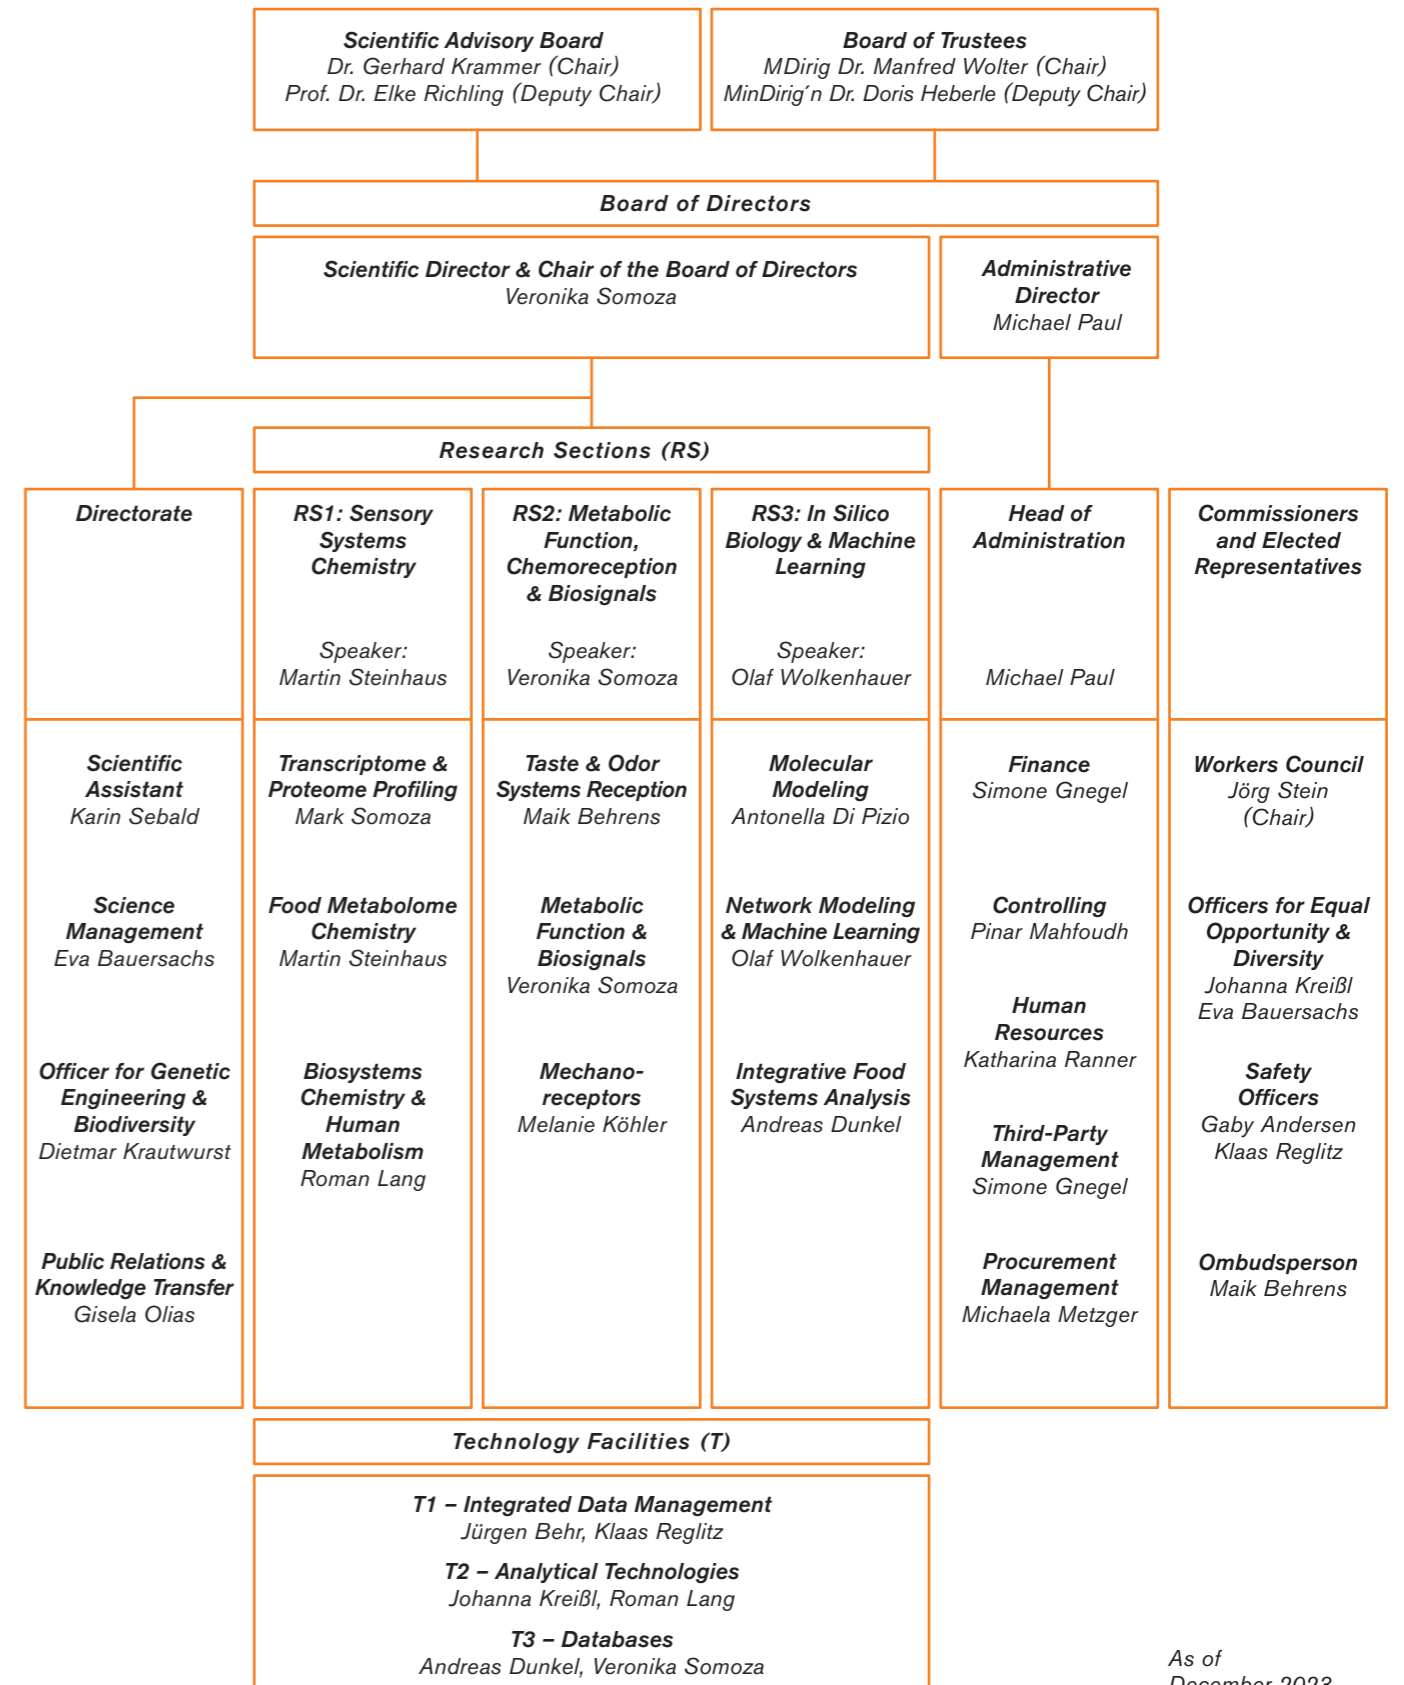 Scientific Advisory Board
Dr. Gerhard Krammer (Chair)
Prof. Dr. Elke Richling (Deputy Chair)
Board of Trustees
MDirig Dr. Manfred Wolter (Chair)
MinDirig´n Dr. Doris Heberle (Deputy Chair)
Board of Directors
Scientific Director & Chair of the Board of Directors
Veronika Somoza
Administrative
Director
Michael Paul
Research Sections (RS)
Directorate
RS1: Sensory
Systems
Chemistry
Speaker:
Martin Steinhaus
RS2: Metabolic
Function,
Chemoreception
& Biosignals
Speaker:
Veronika Somoza
RS3: In Silico
Biology & Machine
Learning
Speaker:
Olaf Wolkenhauer
Head of
Administration
Michael Paul
Commissioners
and Elected
Representatives
Scientific
Assistant
Karin Sebald
Science
Management
Eva Bauersachs
Officer for Genetic
Engineering &
Biodiversity
Dietmar Krautwurst
Public Relations &
Knowledge Transfer
Gisela Olias
Transcriptome &
Proteome Profiling
Mark Somoza
Food Metabolome
Chemistry
Martin Steinhaus
Biosystems
Chemistry &
Human
Metabolism
Roman Lang
Taste & Odor
Systems Reception
Maik Behrens
Metabolic
Function &
Biosignals
Veronika Somoza
Mechano-
receptors
Melanie Köhler
Molecular
Modeling
Antonella Di Pizio
Network Modeling
& Machine Learning
Olaf Wolkenhauer
Integrative Food
Systems Analysis
Andreas Dunkel
Finance
Simone Gnegel
Controlling
Pinar Mahfoudh
Human
Resources
Katharina Ranner
Third-Party
Management
Simone Gnegel
Procurement
Management
Michaela Metzger
Workers Council
Jörg Stein
(Chair)
Officers for Equal
Opportunity &
Diversity
Johanna Kreißl
Eva Bauersachs
Safety
Officers
Gaby Andersen
Klaas Reglitz
Ombudsperson
Maik Behrens
Technology Facilities (T)
T1 – Integrated Data Management
Jürgen Behr, Klaas Reglitz
T2 – Analytical Technologies
Johanna Kreißl, Roman Lang
T3 – Databases
Andreas Dunkel, Veronika Somoza
As of
December 2023